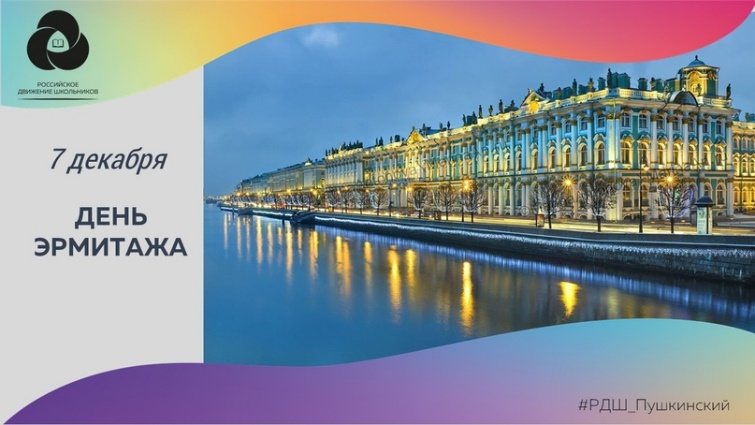 РОССИЙСКОЕ
ДВИЖЕНИЕ ШКОЛЬНИКОВ
7 декабря
ДЕНЬ
ЭРМИТАЖА
#РДШ_Пушкинский